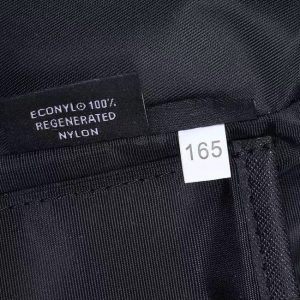 ECONYL® 100%
REGENERATED
NYLON
165